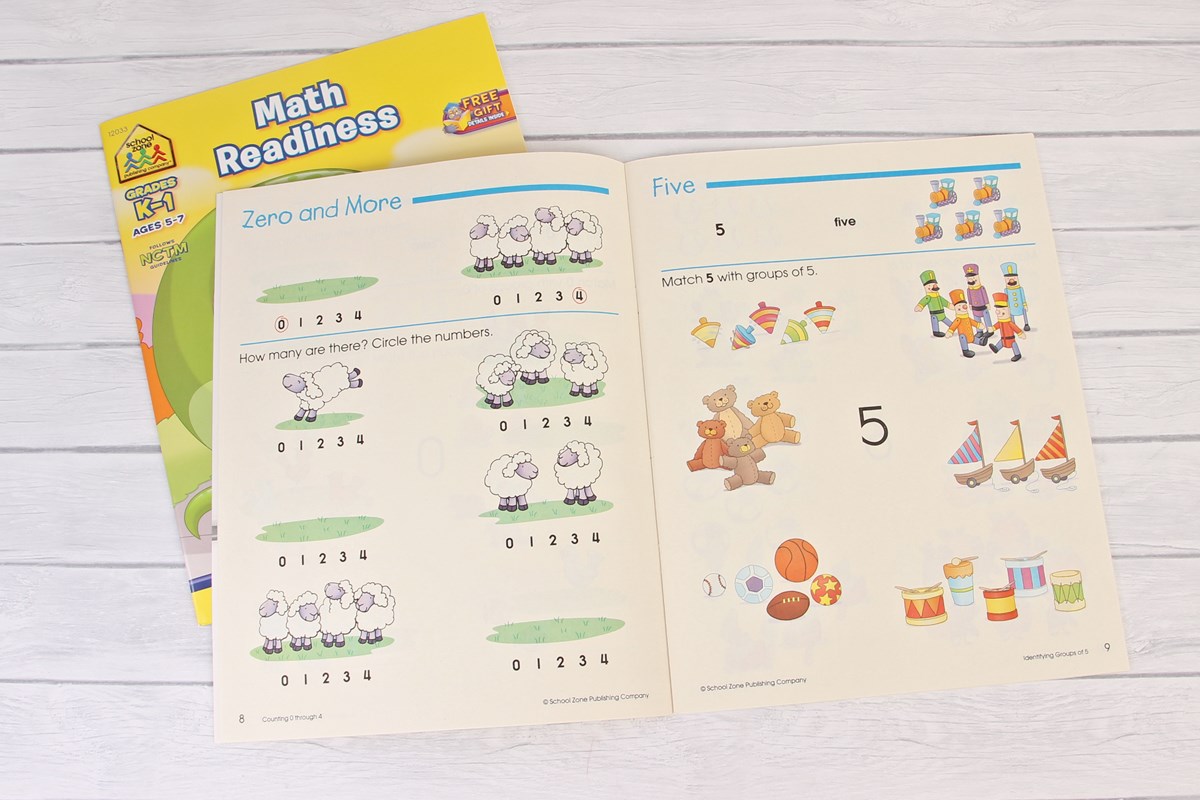 12033
school
zone
publishing company
Math
Readiness
FREE
GIFT
DETAILS INSIDE
GRADES
K-1
AGES 5-7
FOLLOWS
NCTM
GUIDELINES
Zero and More
0 1 2 3 4
0 1 2 3 4
How many are there? Circle the numbers.
0 1 2 3 4
0 1 2 3 4
0 1 2 3 4
0 1 2 3 4
0 1 2 3 4
0 1 2 3 4
8 Counting 0 through 4
© School Zone Publishing Company
Five
5 five
Match 5 with groups of 5.
5
© School Zone Publishing Company
Identifying Groups of 5 9